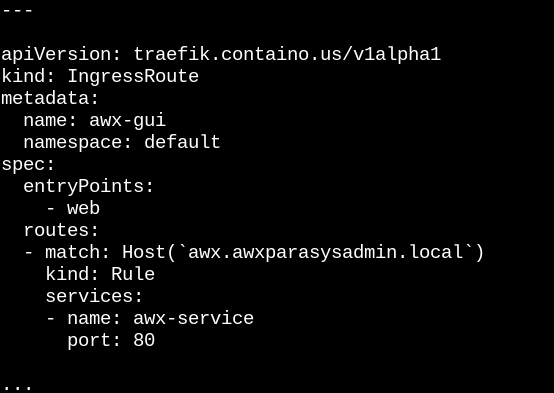 ---
apiVersion: traefik.containo.us/v1alpha1
kind: IngressRoute
metadata:
  name: awx-gui
  namespace: default
spec:
  entryPoints:
    - web
  routes:
  - match: Host(`awx.awxparasysadmin.local`)
    kind: Rule
    services:
    - name: awx-service
      port: 80
...